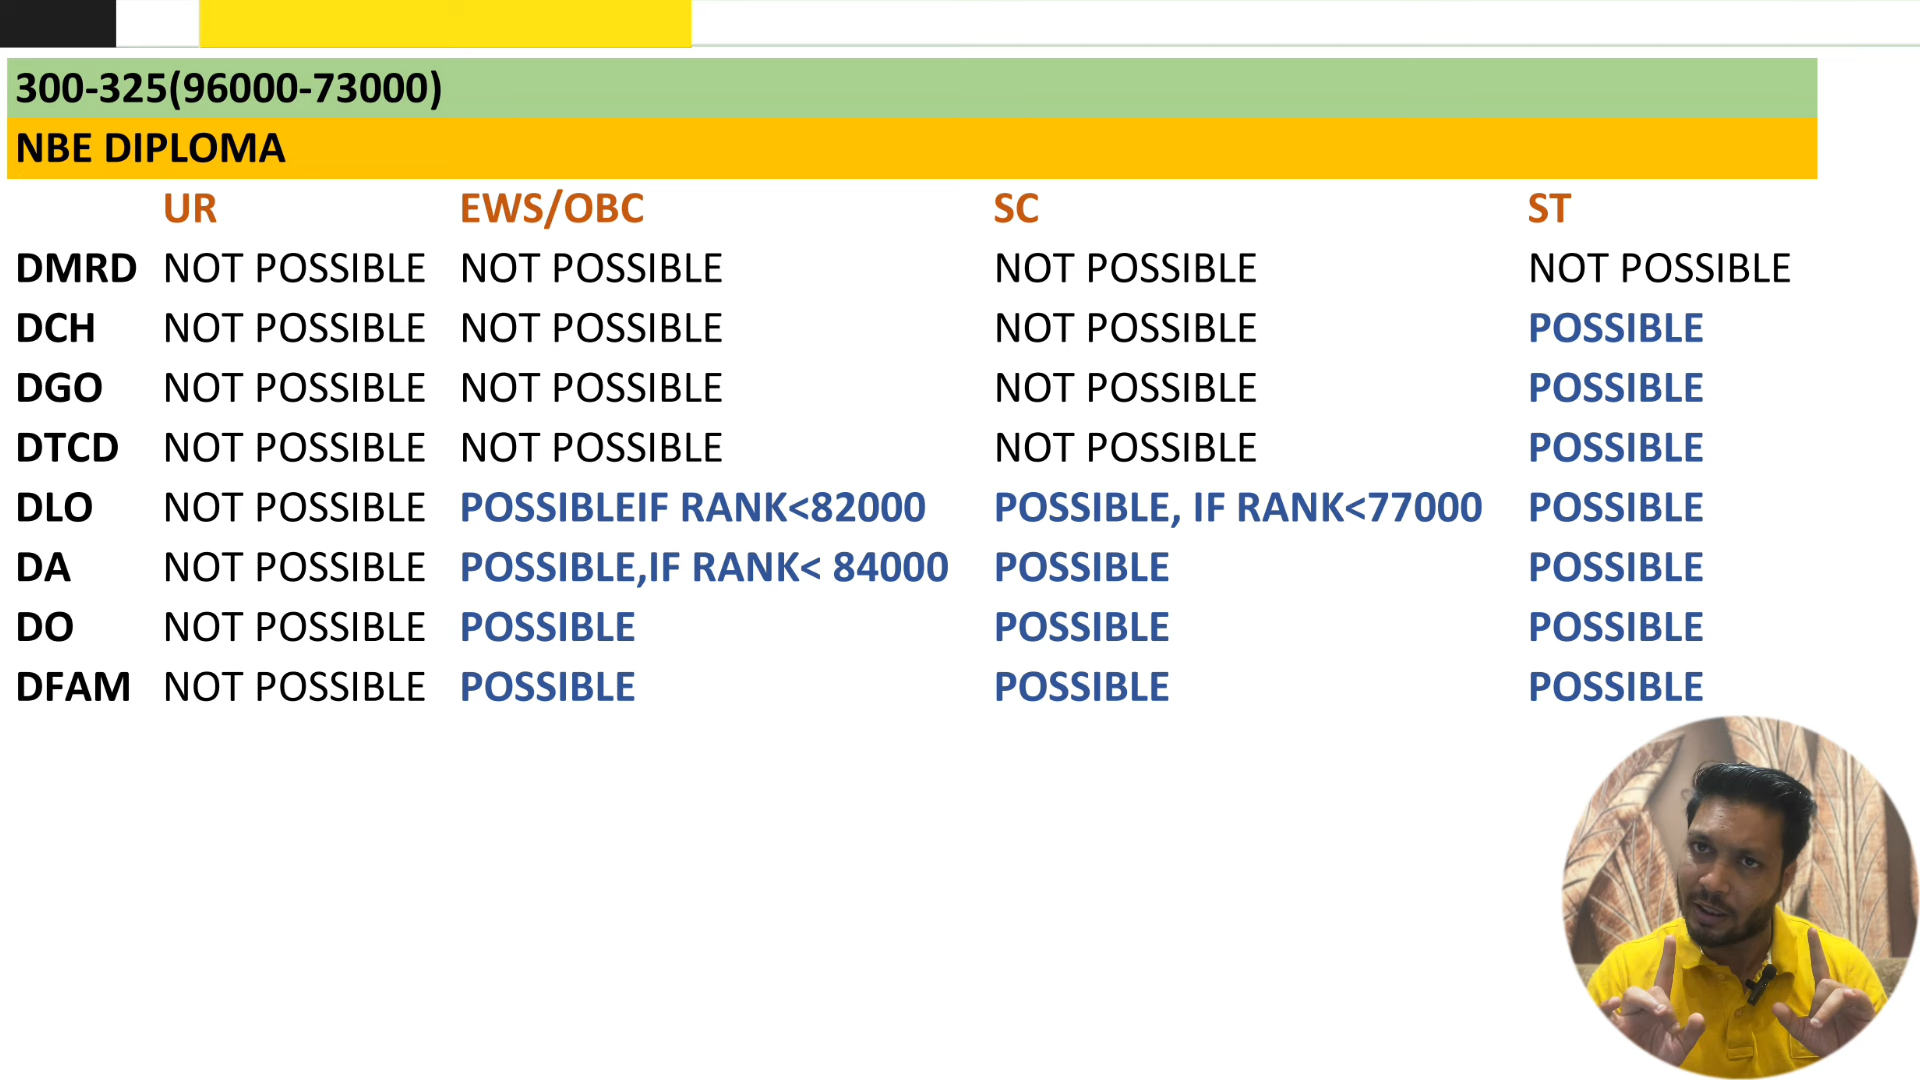 300-325(96000-73000)
NBE DIPLOMA
UR EWS/OBC SC ST
DMRD NOT POSSIBLE NOT POSSIBLE NOT POSSIBLE NOT POSSIBLE
DCH NOT POSSIBLE NOT POSSIBLE NOT POSSIBLE POSSIBLE
DGO NOT POSSIBLE NOT POSSIBLE NOT POSSIBLE POSSIBLE
DTCD NOT POSSIBLE NOT POSSIBLE NOT POSSIBLE POSSIBLE
DLO NOT POSSIBLE POSSIBLEIF RANK<82000 POSSIBLE, IF RANK<77000 POSSIBLE
DA NOT POSSIBLE POSSIBLE,IF RANK< 84000 POSSIBLE POSSIBLE
DO NOT POSSIBLE POSSIBLE POSSIBLE POSSIBLE
DFAM NOT POSSIBLE POSSIBLE POSSIBLE POSSIBLE